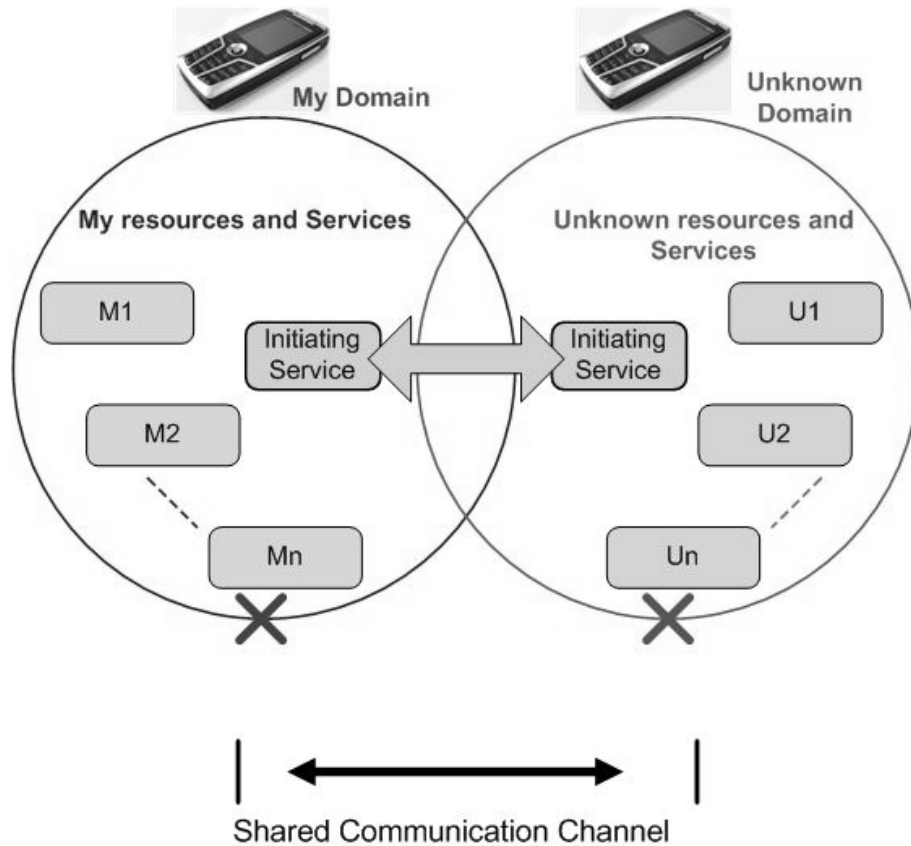 My Domain
Unknown
Domain
My resources and Services
Unknown resources and
Services
M1
Initiating
Service
Initiating
Service
U1
M2
U2
Mn
Un
Shared Communication Channel